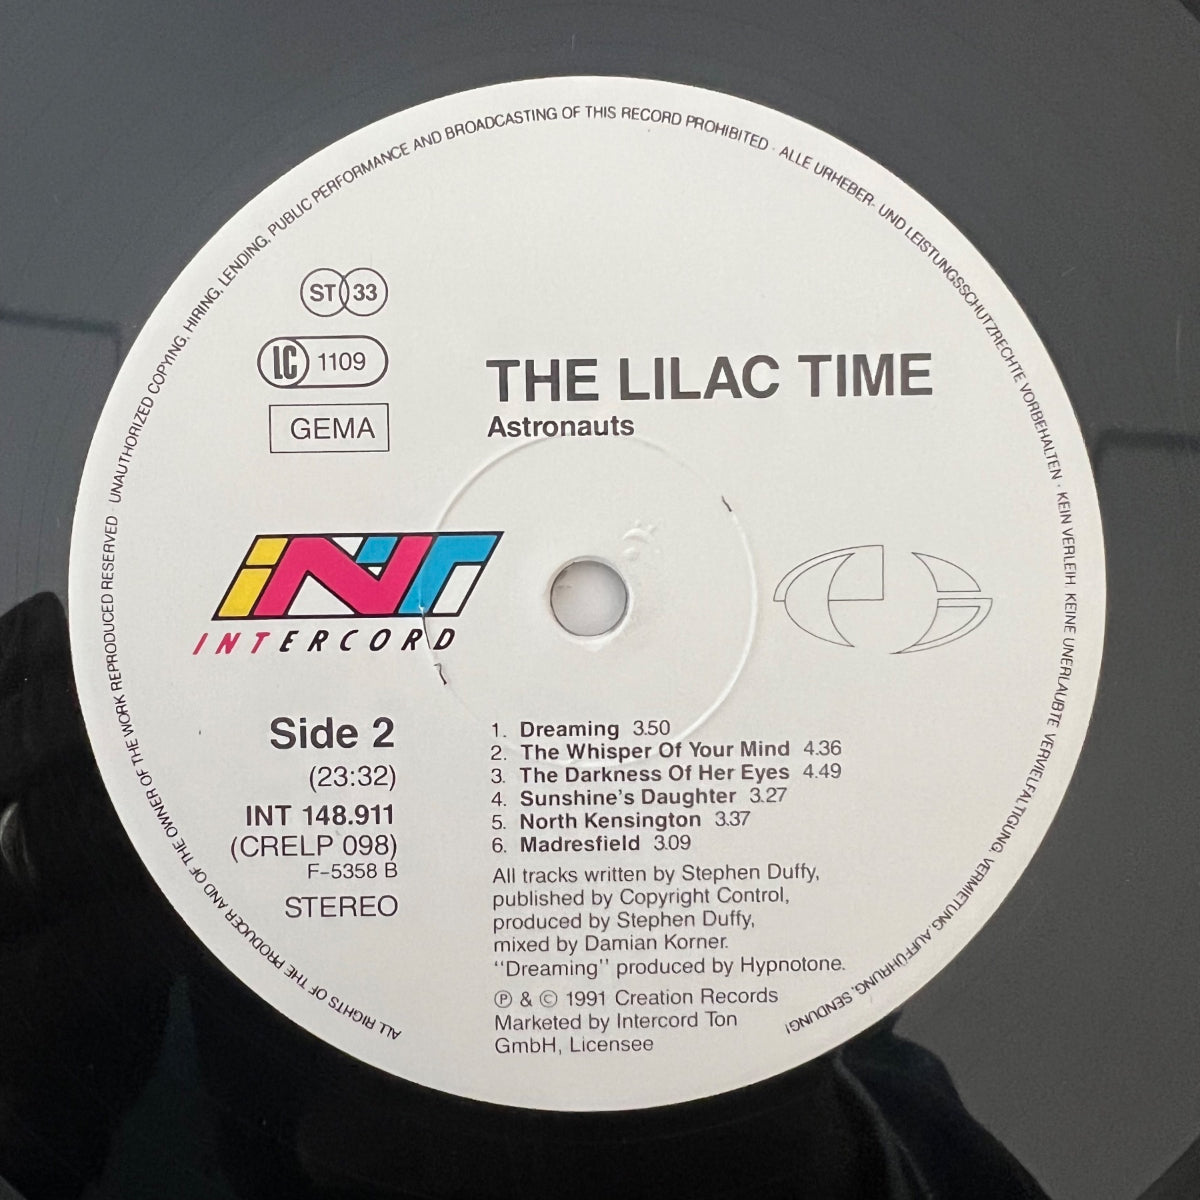 ALL RIGHTS OF THE PRODUCER AND OF THE OWNER OF THE WORK REPRODUCED RESERVED · UNAUTHORIZED COPYING, HIRING, LENDING, PUBLIC PERFORMANCE AND BROADCASTING OF THIS RECORD PROHIBITED · ALLE URHEBER- UND LEISTUNGSSCHUTZRECHTE VORBEHALTEN · KEIN VERLEIH, KEINE UNERLAUBTE VERVIELFÄLTIGUNG, VERMIETUNG, AUFFÜHRUNG, SENDUNG!
ST 33
LC 1109
GEMA
THE LILAC TIME
Astronauts
INT
INTERCORD
Side 2
(23:32)
INT 148.911
(CRELP 098)
F-5358 B
STEREO
1. Dreaming 3.50
2. The Whisper Of Your Mind 4.36
3. The Darkness Of Her Eyes 4.49
4. Sunshine's Daughter 3.27
5. North Kensington 3.37
6. Madresfield 3.09
All tracks written by Stephen Duffy,
published by Copyright Control,
produced by Stephen Duffy,
mixed by Damian Korner.
"Dreaming" produced by Hypnotone.
Ⓟ & © 1991 Creation Records
Marketed by Intercord Ton
GmbH, Licensee